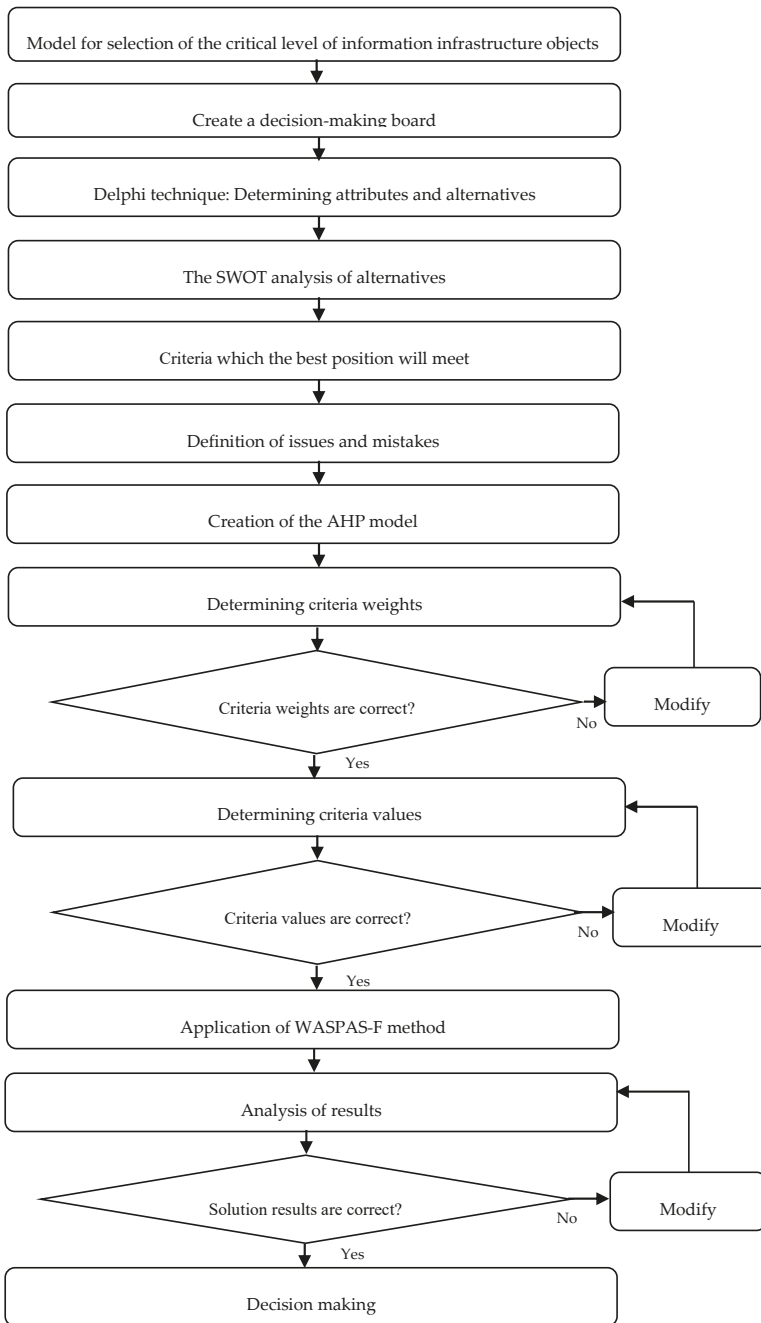 Model for selection of the critical level of information infrastructure objects
Create a decision-making board
Delphi technique: Determining attributes and alternatives
The SWOT analysis of alternatives
Criteria which the best position will meet
Definition of issues and mistakes
Creation of the AHP model
Determining criteria weights
Criteria weights are correct?
No
Modify
Yes
Determining criteria values
Criteria values are correct?
No
Modify
Yes
Application of WASPAS-F method
Analysis of results
Solution results are correct?
No
Modify
Yes
Decision making